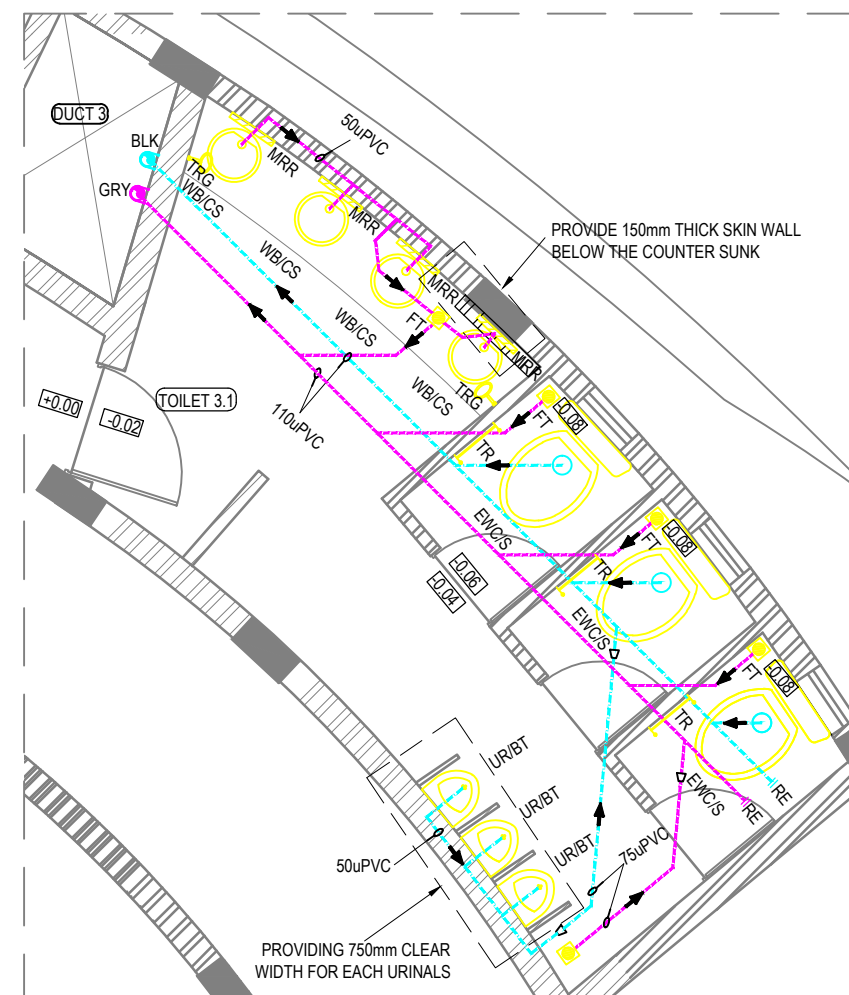 DUCT 3
BLK
GRY
TRG
WB/CS
MRR
50uPVC
MRR
WB/CS
MRR
PROVIDE 150mm THICK SKIN WALL
BELOW THE COUNTER SUNK
WB/CS
FT
MRR
WB/CS
TRG
+0.00
-0.02
TOILET 3.1
110uPVC
FT
-0.08
TR
EWC/S
FT
-0.08
TR
-0.06
-0.04
EWC/S
FT
-0.08
TR
EWC/S
RE
RE
UR/BT
UR/BT
UR/BT
50uPVC
75uPVC
PROVIDING 750mm CLEAR
WIDTH FOR EACH URINALS